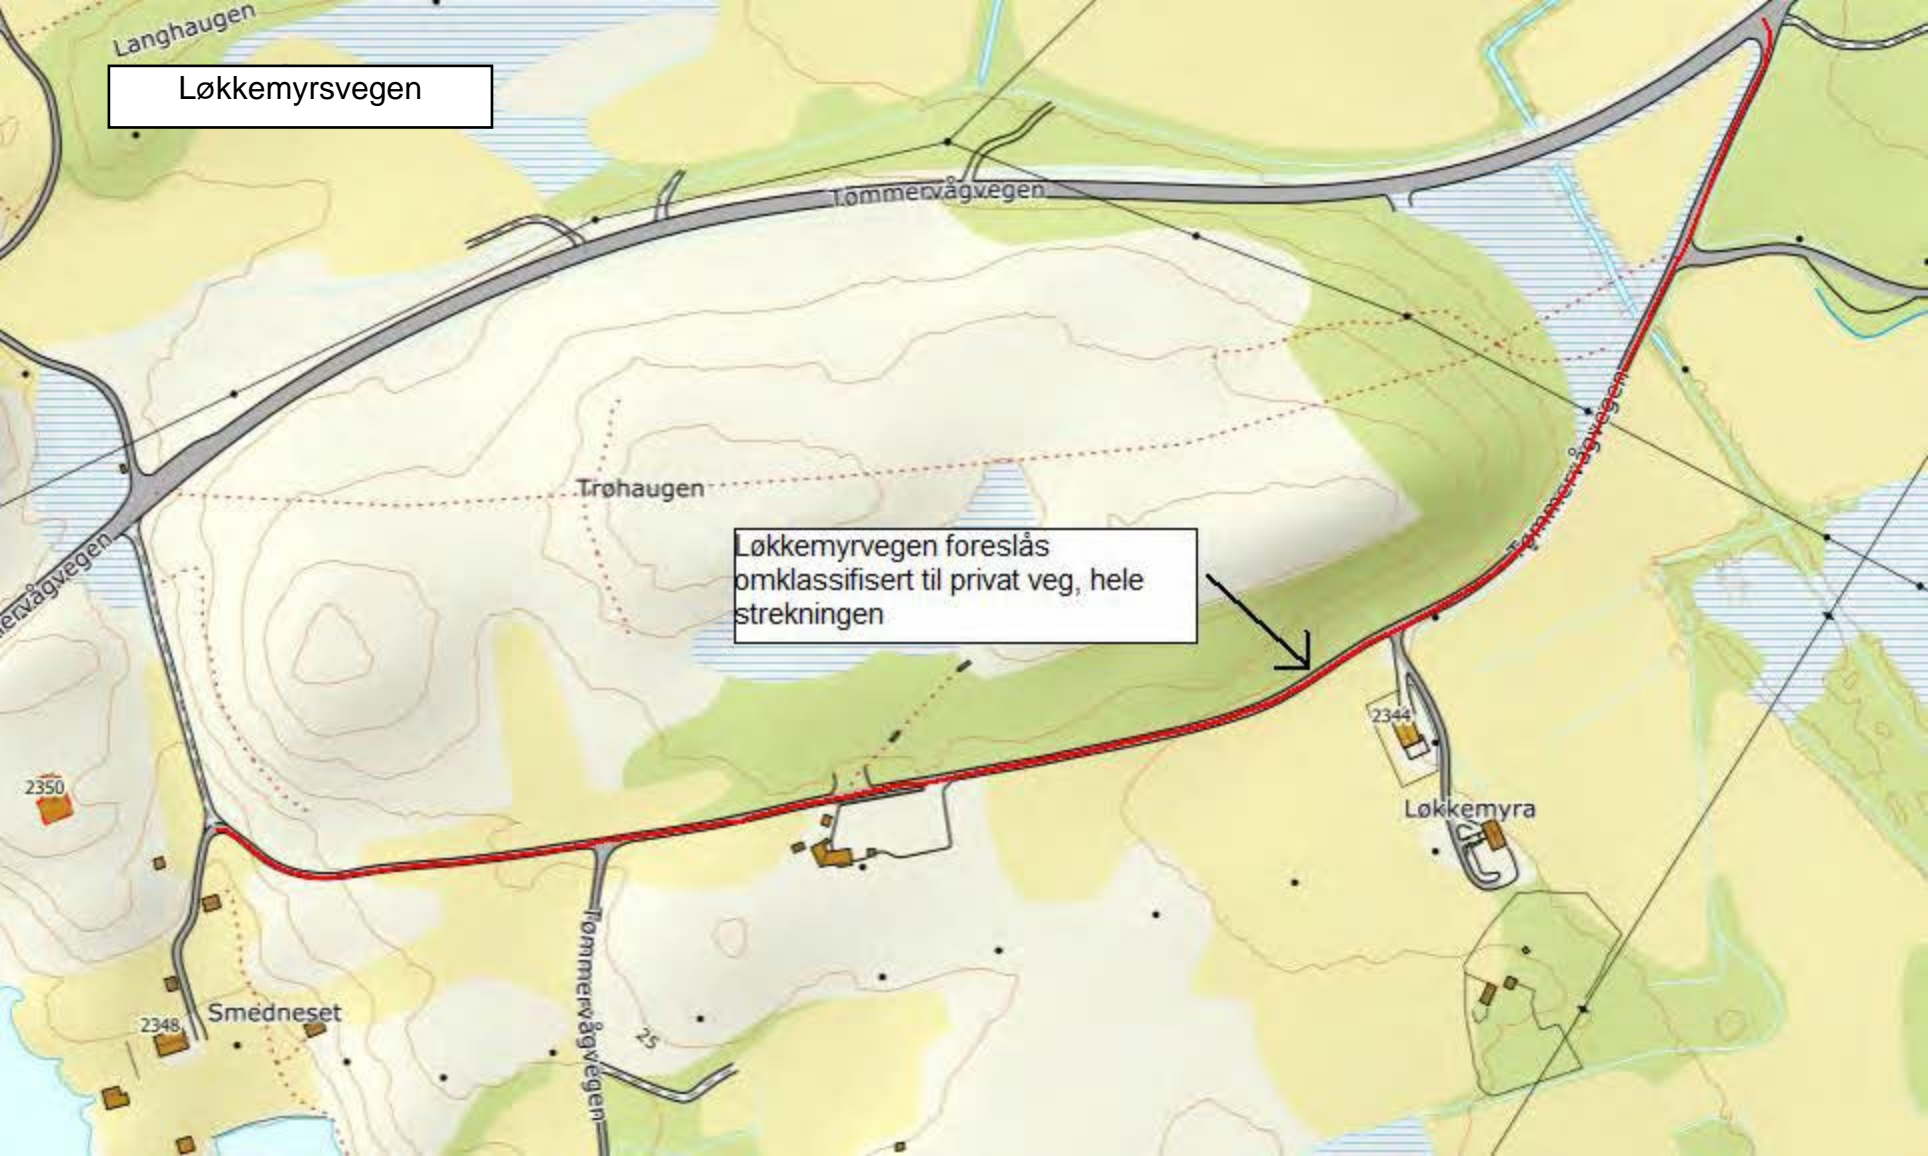 Langhaugen
Løkkemyrsvegen
Tømmervågvegen
Tømmervågvegen
Trøhaugen
Løkkemyrvegen foreslås
omklassifisert til privat veg, hele
strekningen
ervågvegen
2344
2350
Løkkemyra
Tømmervågvegen
Smedneset
2348
25